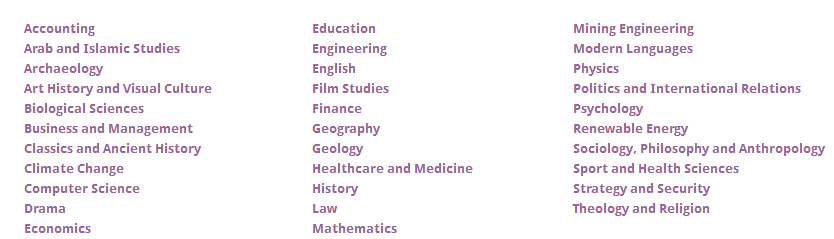 Accounting
Arab and Islamic Studies
Archaeology
Art History and Visual Culture
Biological Sciences
Business and Management
Classics and Ancient History
Climate Change
Computer Science
Drama
Economics
Education
Engineering
English
Film Studies
Finance
Geography
Geology
Healthcare and Medicine
History
Law
Mathematics
Mining Engineering
Modern Languages
Physics
Politics and International Relations
Psychology
Renewable Energy
Sociology, Philosophy and Anthropology
Sport and Health Sciences
Strategy and Security
Theology and Religion